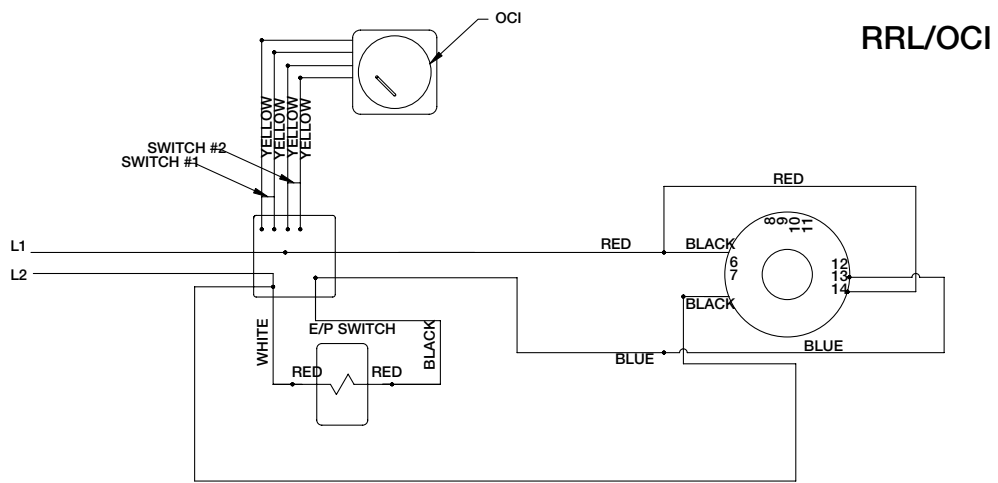 OCI
RRL/OCI
YELLOW
YELLOW
YELLOW
YELLOW
SWITCH #2
SWITCH #1
RED
8
9
10
11
L1
RED
BLACK
6
7
12
13
14
L2
BLACK
E/P SWITCH
WHITE
BLACK
BLUE
BLUE
RED
RED